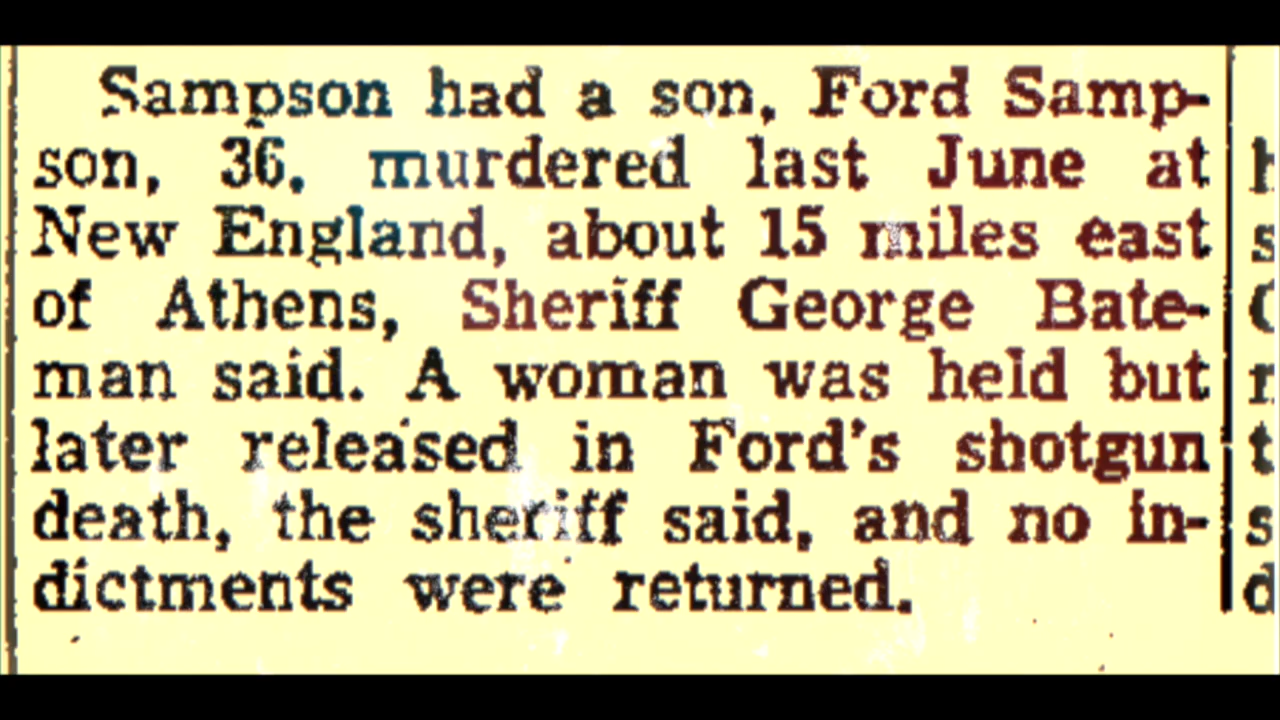 Sampson had a son, Ford Samp-
son, 36, murdered last June at
New England, about 15 miles east
of Athens, Sheriff George Bate-
man said. A woman was held but
later released in Ford's shotgun
death, the sheriff said, and no in-
dictments were returned.